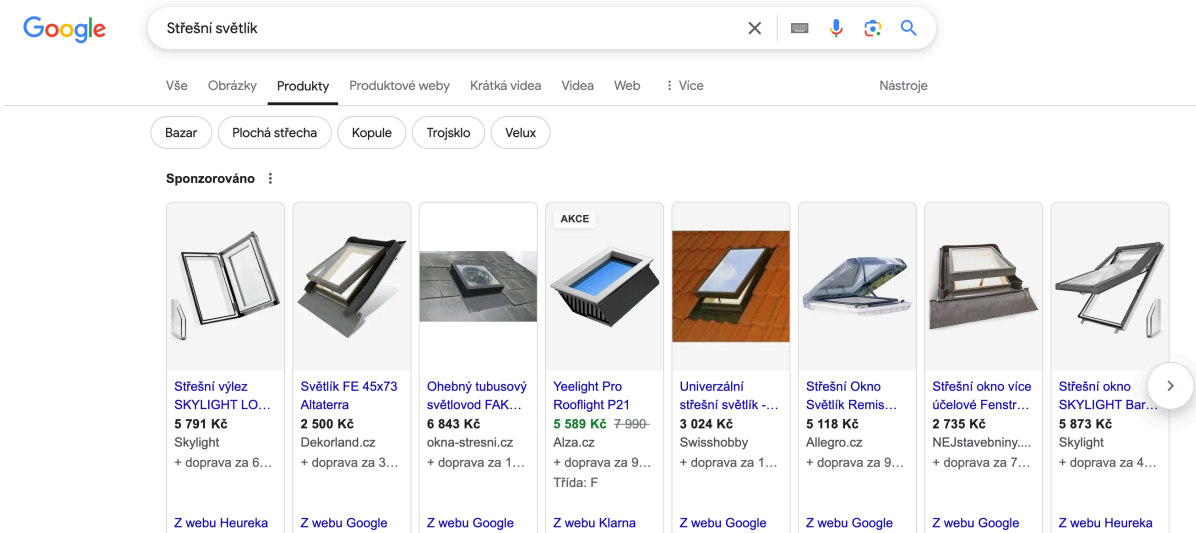 Google
Střešní světlík
Vše Obrázky Produkty Produktové weby Krátká videa Videa Web Více Nástroje
Bazar Plochá střecha Kopule Trojsklo Velux
Sponzorováno
AKCE
Střešní výlez
SKYLIGHT LO...
5 791 Kč
Skylight
+ doprava za 6...
Z webu Heureka
Světlík FE 45x73
Altaterra
2 500 Kč
Dekorland.cz
+ doprava za 3...
Z webu Google
Ohebný tubusový
světlovod FAK...
6 843 Kč
okna-stresni.cz
+ doprava za 1...
Z webu Google
Yeelight Pro
Rooflight P21
5 589 Kč 7 990
Alza.cz
+ doprava za 9...
Třída: F
Z webu Klarna
Univerzální
střešní světlík -...
3 024 Kč
Swisshobby
+ doprava za 1...
Z webu Google
Střešní Okno
Světlík Remis...
5 118 Kč
Allegro.cz
+ doprava za 9...
Z webu Google
Střešní okno více
účelové Fenstr...
2 735 Kč
NEJstavebniny....
+ doprava za 7...
Z webu Google
Střešní okno
SKYLIGHT Bar...
5 873 Kč
Skylight
+ doprava za 4...
Z webu Heureka